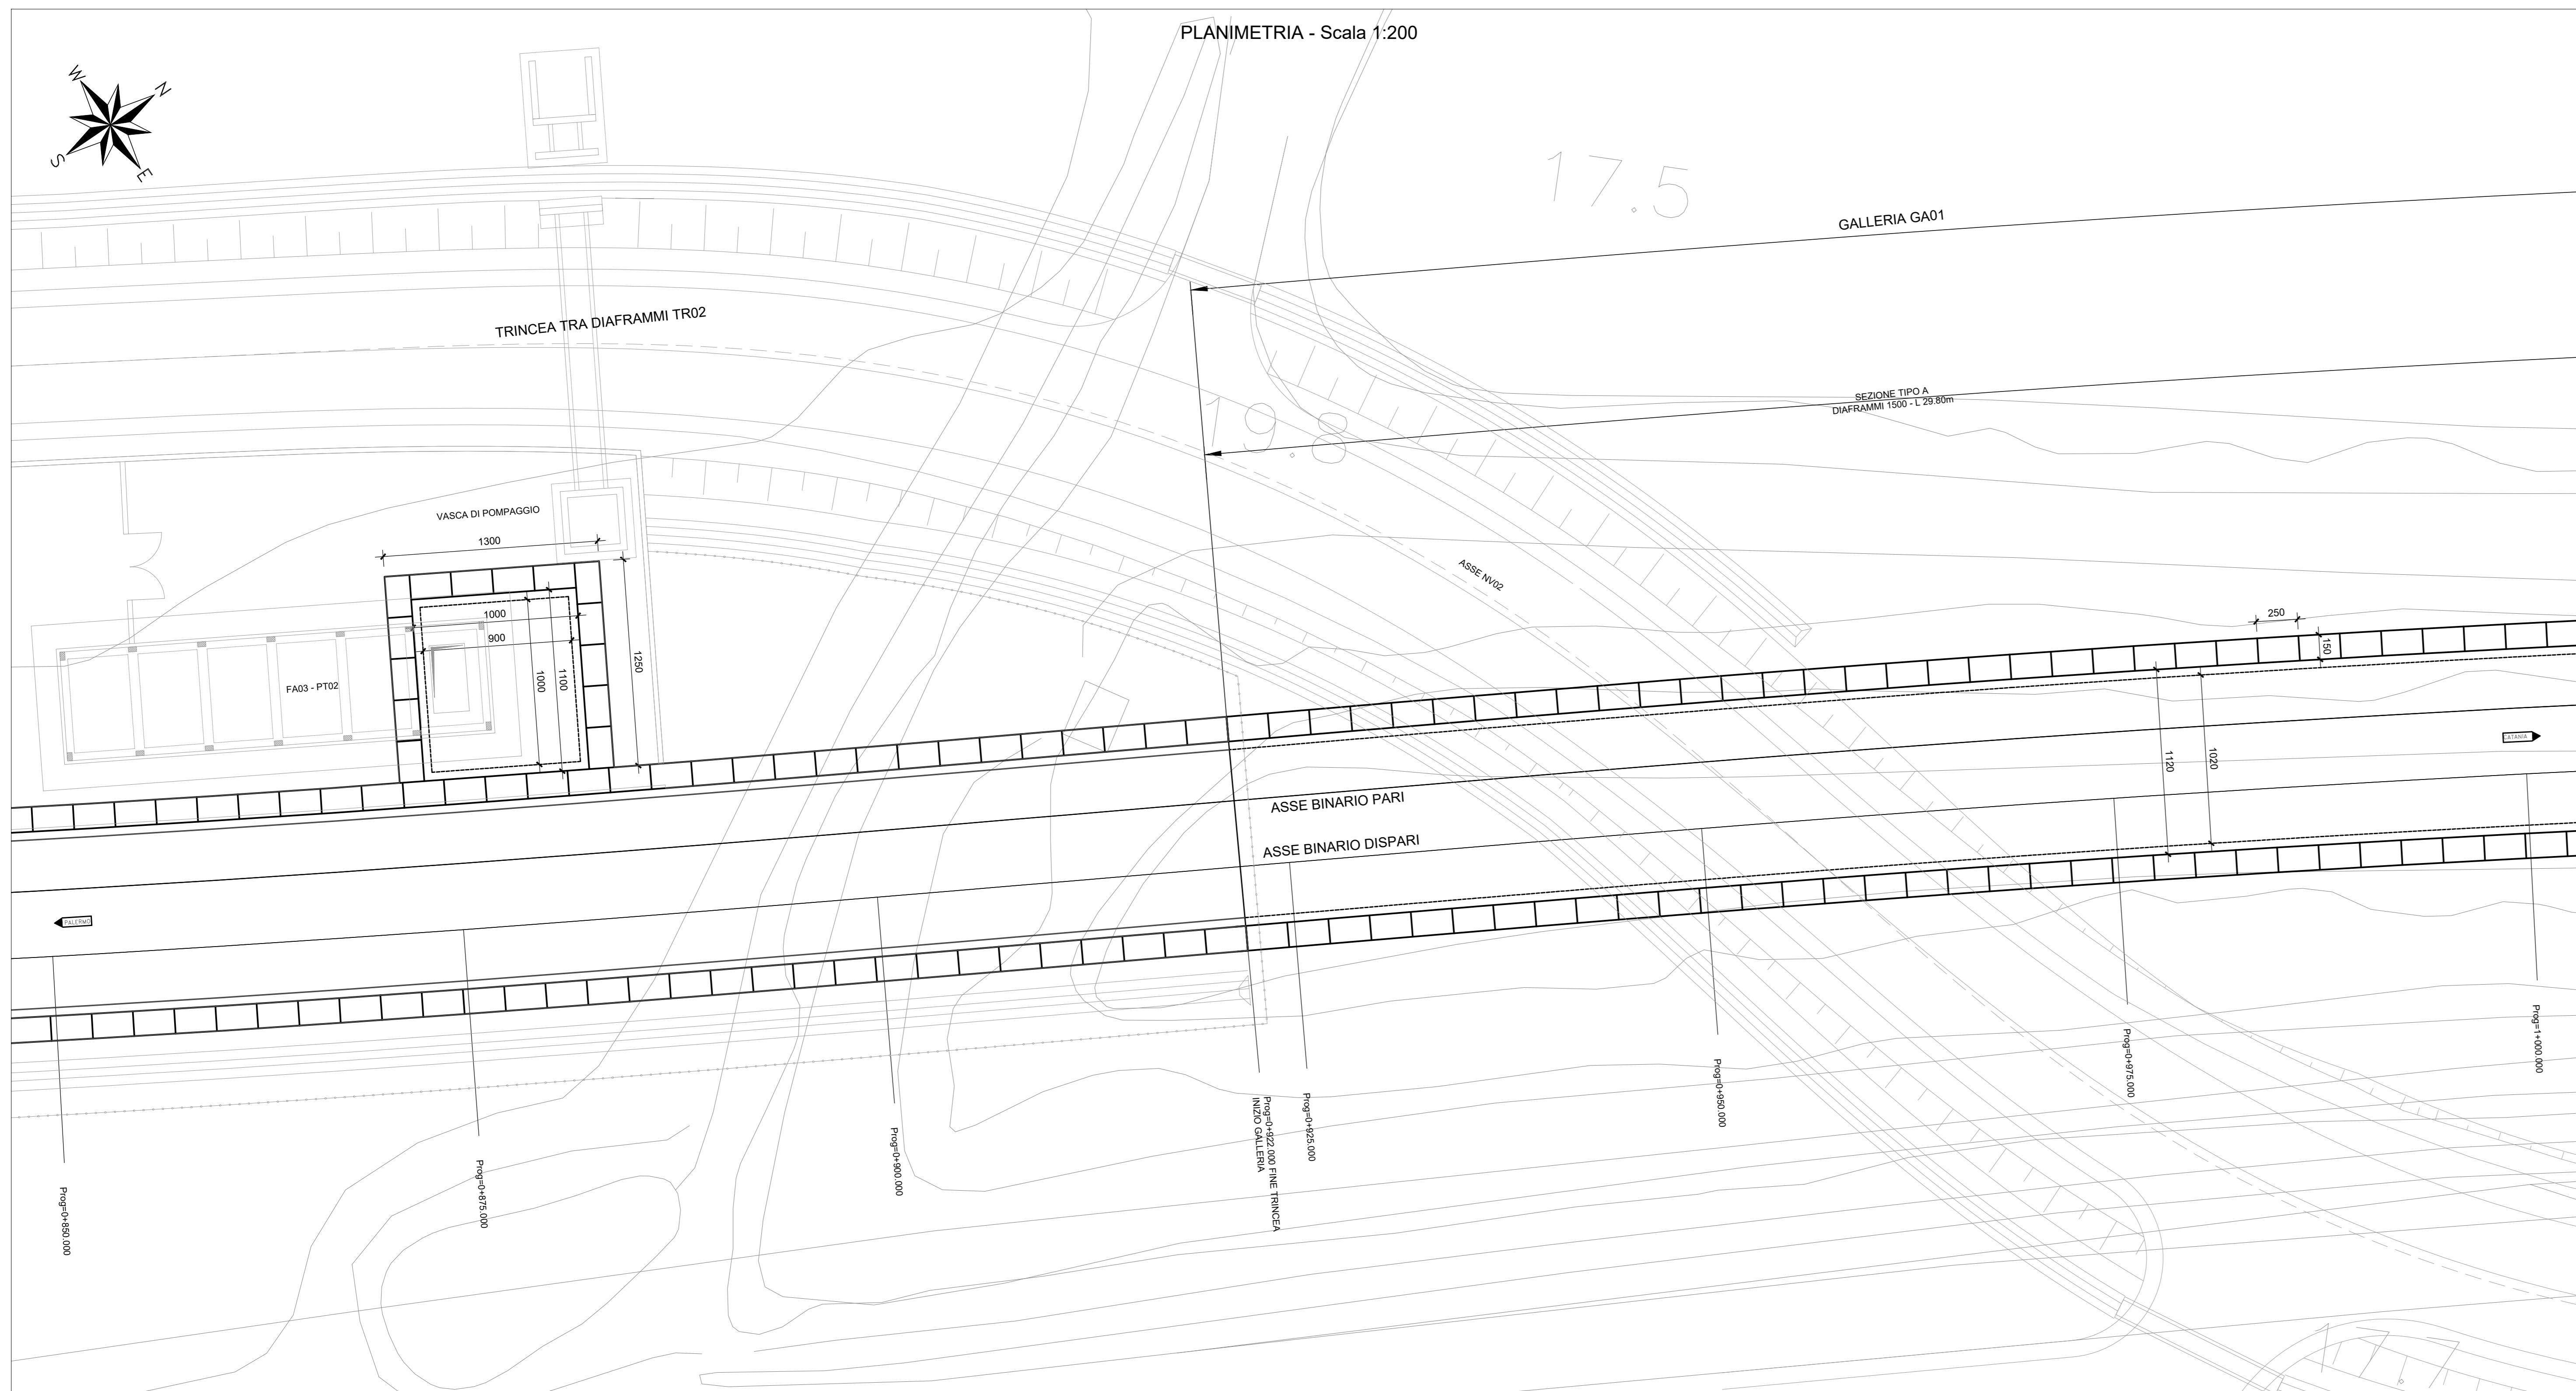 PLANIMETRIA - Scala 1:200
W
N
S
E
17.5
GALLERIA GA01
TRINCEA TRA DIAFRAMMI TR02
SEZIONE TIPO A
DIAFRAMMI 1500 - L 29.80m
19.8
VASCA DI POMPAGGIO
1300
ASSE NV02
250
150
1000
900
1000
1100
1250
FA03 - PT02
1120
1020
CATANIA
ASSE BINARIO PARI
ASSE BINARIO DISPARI
PALERMO
Prog=0+850.000
Prog=0+875.000
Prog=0+900.000
Prog=0+922.000 FINE TRINCEA
INIZIO GALLERIA
Prog=0+925.000
Prog=0+950.000
Prog=0+975.000
Prog=1+000.000
17.7